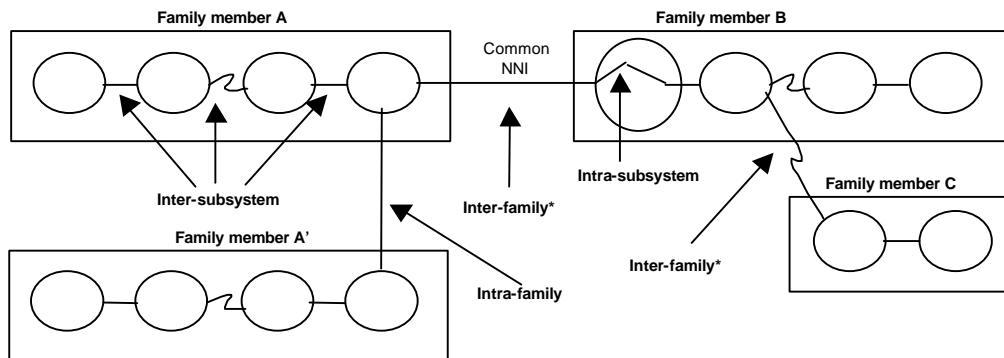 Family member A
Family member B
Common
NNI
Inter-subsystem
Intra-subsystem
Inter-family*
Family member C
Family member A’
Inter-family*
Intra-family